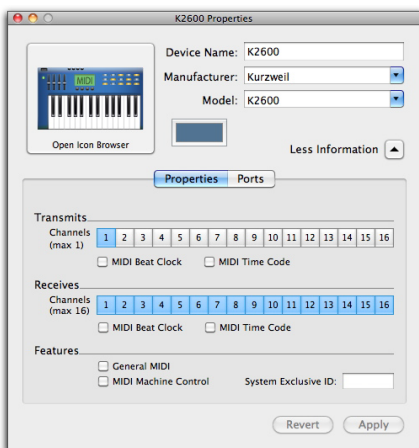 K2600 Properties
MIDI
Open Icon Browser
Device Name: K2600
Manufacturer: Kurzweil
Model: K2600
Less Information
Properties Ports
Transmits
Channels (max 1) 1 2 3 4 5 6 7 8 9 10 11 12 13 14 15 16
MIDI Beat Clock MIDI Time Code
Receives
Channels (max 16) 1 2 3 4 5 6 7 8 9 10 11 12 13 14 15 16
MIDI Beat Clock MIDI Time Code
Features
General MIDI
MIDI Machine Control System Exclusive ID:
Revert Apply